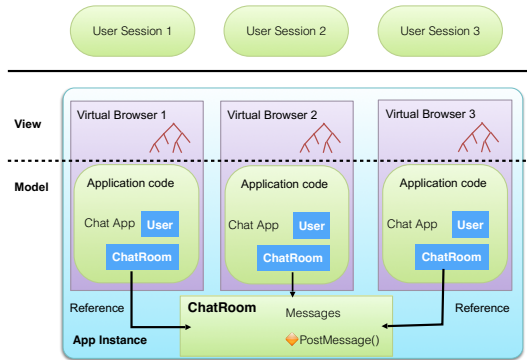 User Session 1
User Session 2
User Session 3
Virtual Browser 1
Virtual Browser 2
Virtual Browser 3
View
Model
Application code
Application code
Application code
Chat App
User
Chat App
User
Chat App
User
ChatRoom
ChatRoom
ChatRoom
Reference
ChatRoom
Messages
Reference
PostMessage()
App Instance